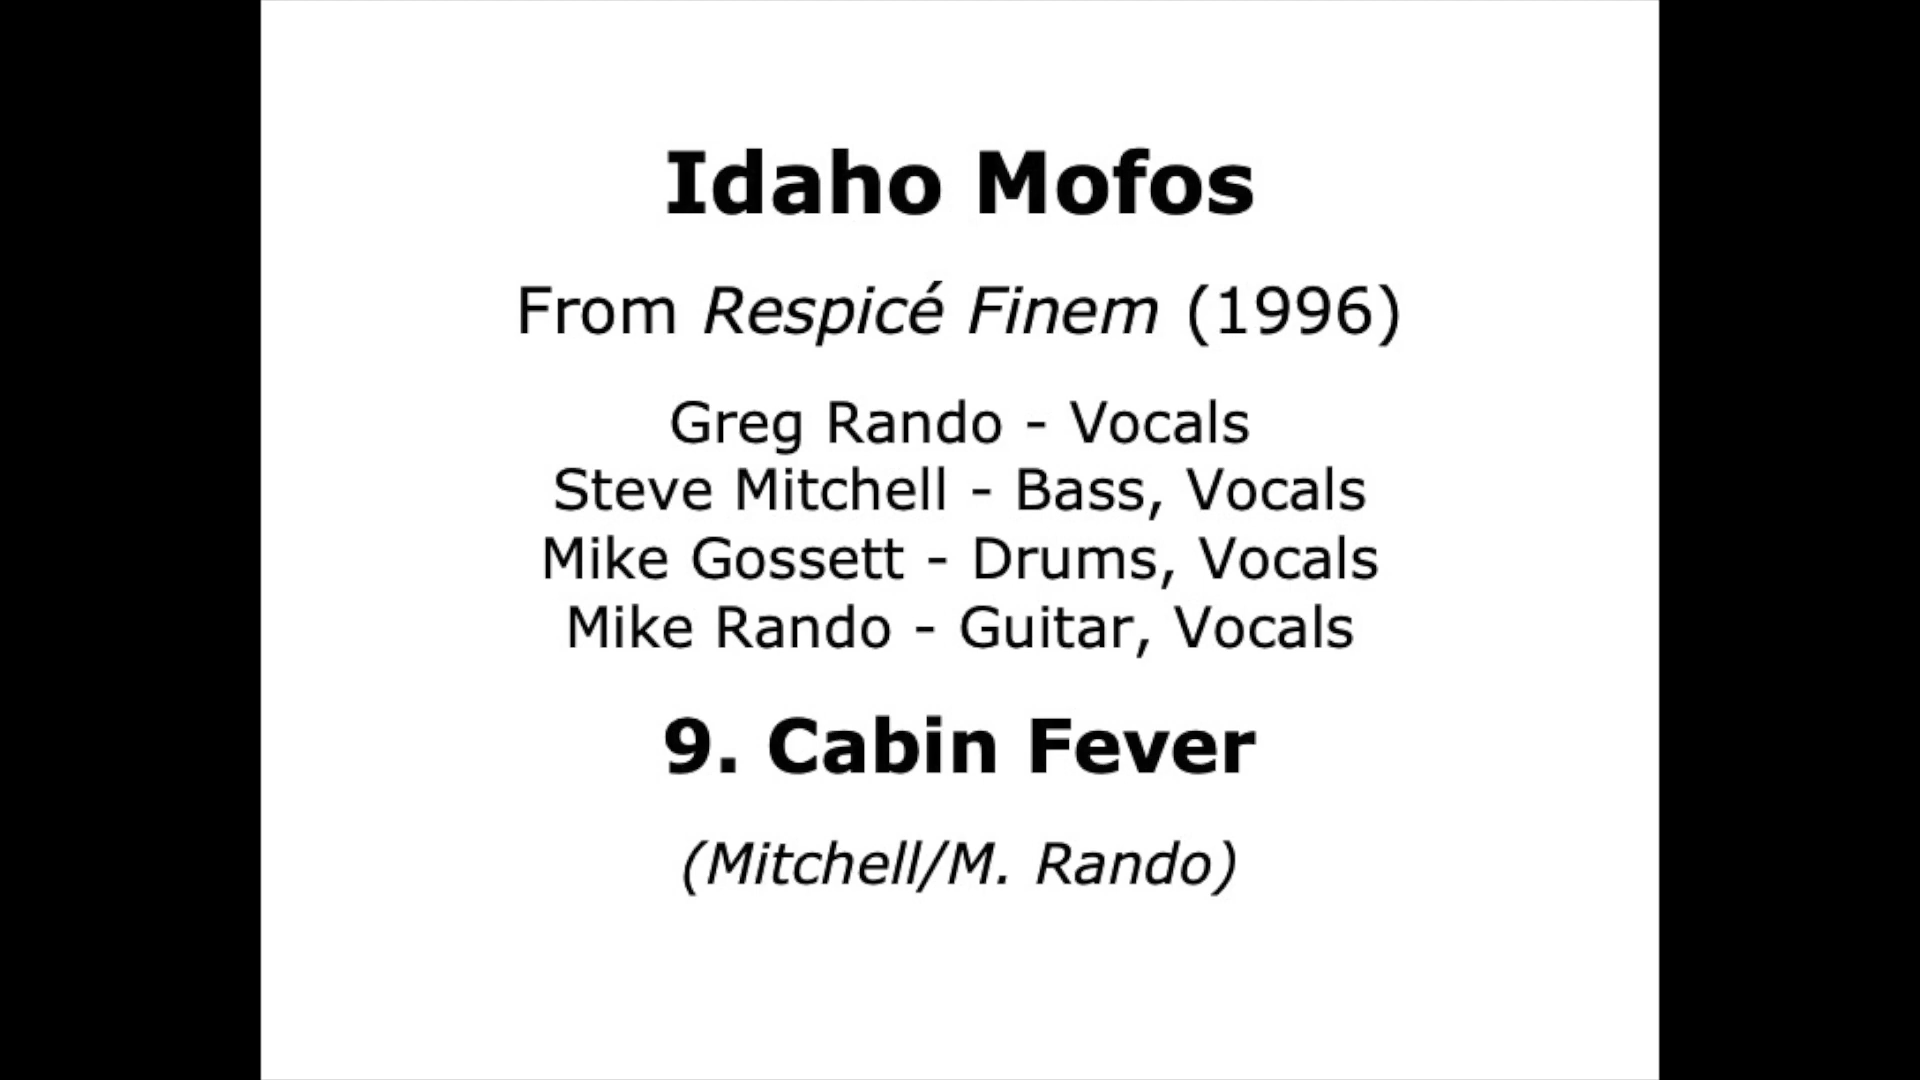 Idaho Mofos
From Respicé Finem (1996)
Greg Rando - Vocals
Steve Mitchell - Bass, Vocals
Mike Gossett - Drums, Vocals
Mike Rando - Guitar, Vocals
9. Cabin Fever
(Mitchell/M. Rando)